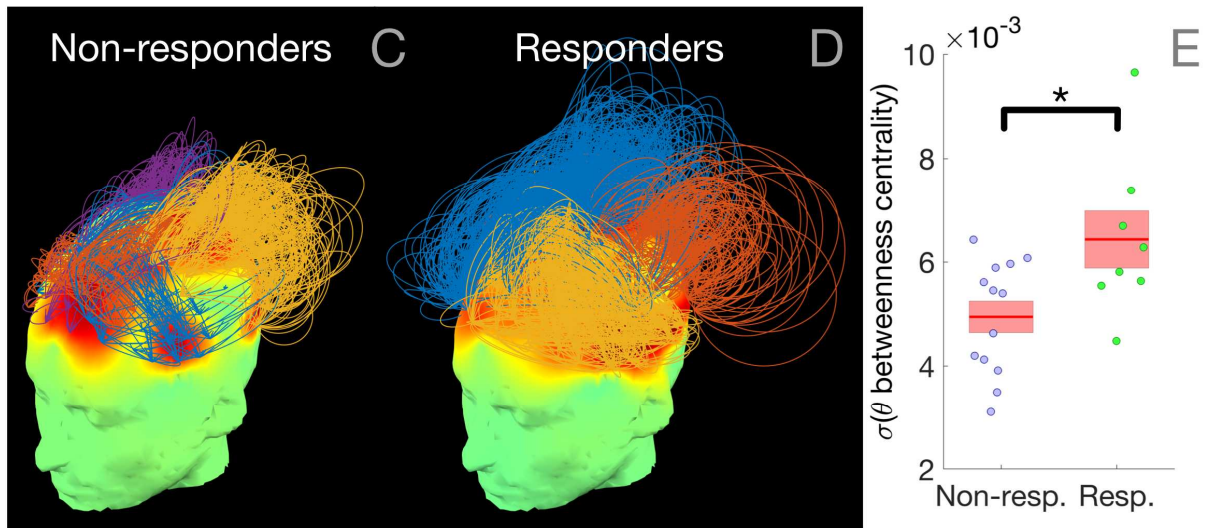 Non-responders C
Responders D
E
×10⁻³
10
8
6
4
2
σ(θ betweenness centrality)
*
Non-resp. Resp.